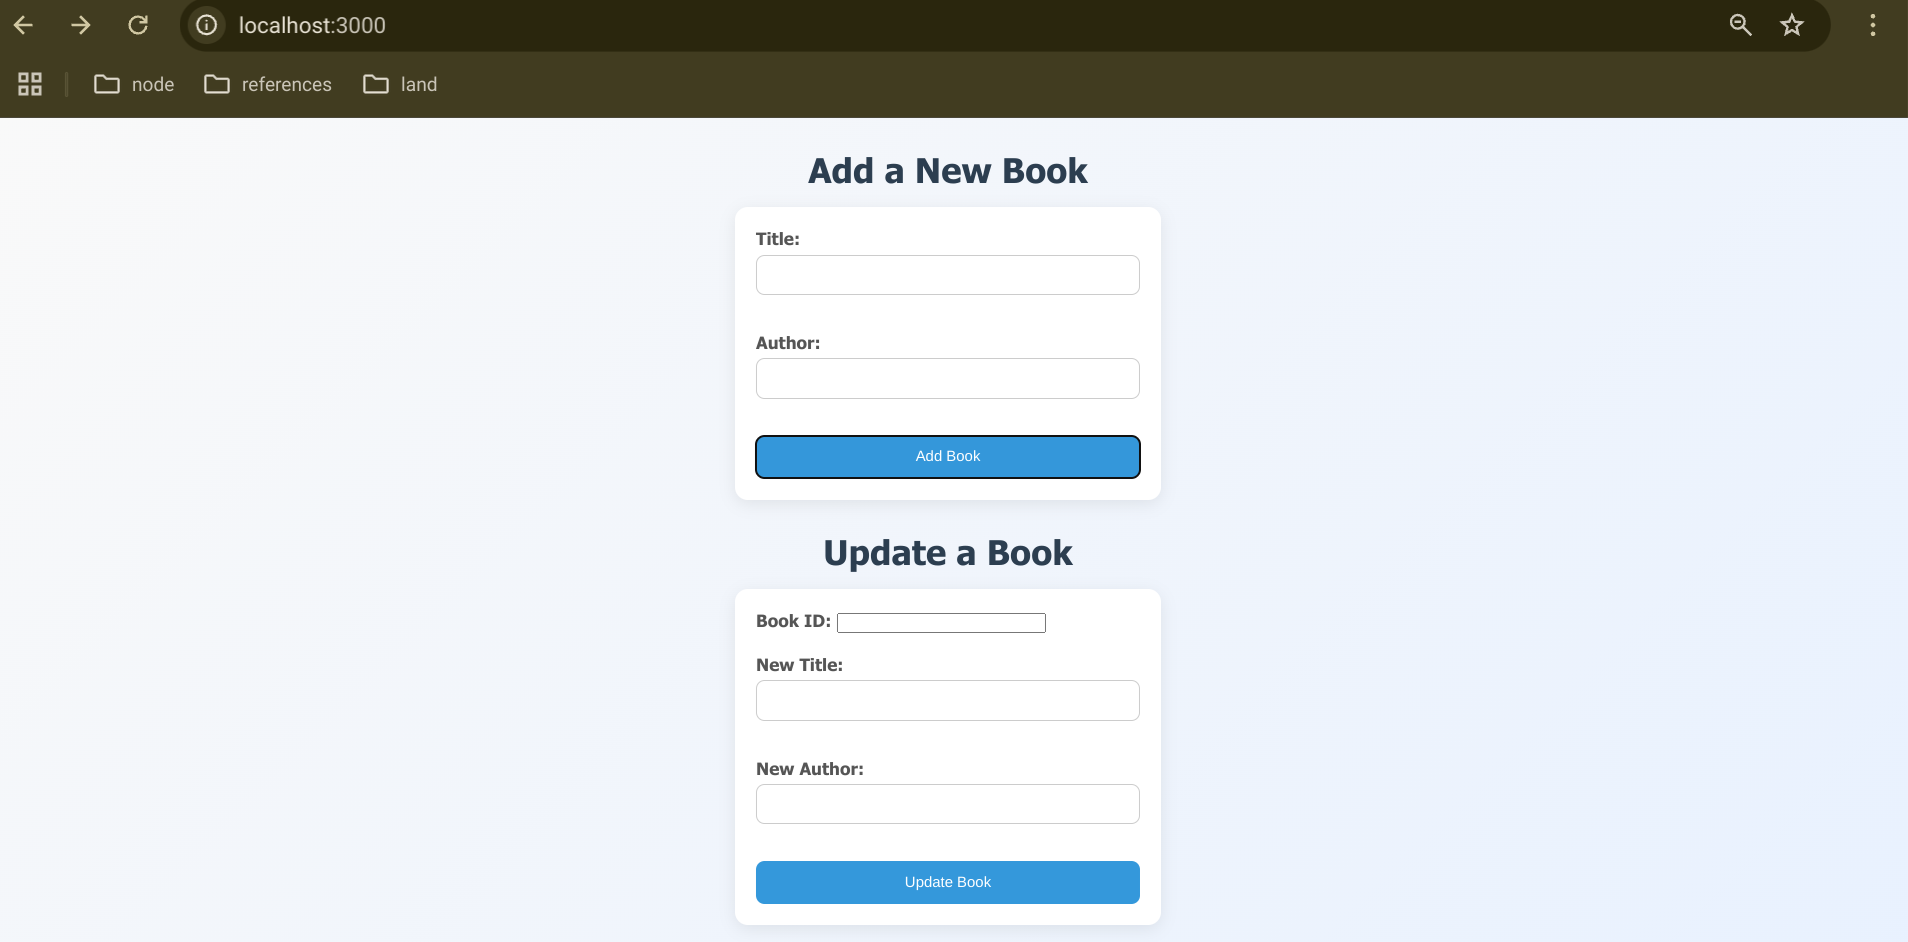 localhost:3000
node references land
Add a New Book
Title:
Author:
Add Book
Update a Book
Book ID:
New Title:
New Author:
Update Book